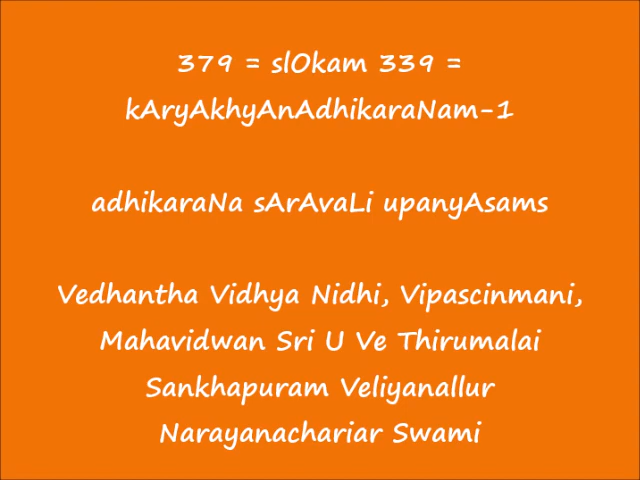 379 = slOkam 339 =
kAryAkhyAnAdhikaraNam-1
adhikaraNa sArAvaLi upanyAsams
Vedhantha Vidhya Nidhi, Vipascinmani,
Mahavidwan Sri U Ve Thirumalai
Sankhapuram Veliyanallur
Narayanachariar Swami